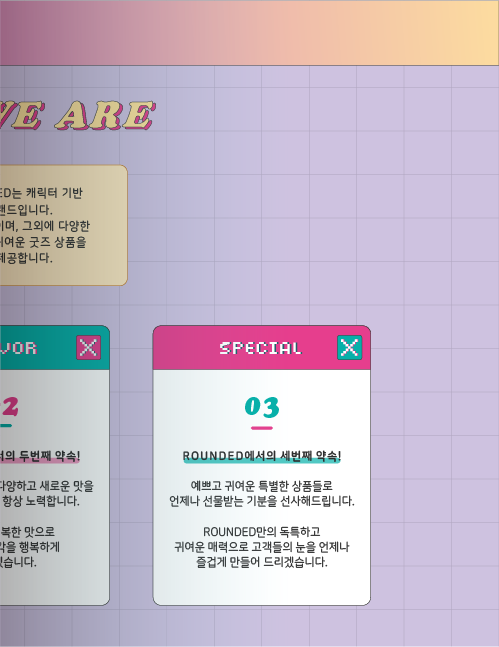 WE ARE
ED는 캐릭터 기반
랜드입니다.
이며, 그외에 다양한
귀여운 굿즈 상품을
제공합니다.
VOR
2
서의 두번째 약속!
다양하고 새로운 맛을
항상 노력합니다.
복한 맛으로
각을 행복하게
겠습니다.
SPECIAL
03
ROUNDED에서의 세번째 약속!
예쁘고 귀여운 특별한 상품들로
언제나 선물받는 기분을 선사해드립니다.
ROUNDED만의 독특하고
귀여운 매력으로 고객들의 눈을 언제나
즐겁게 만들어 드리겠습니다.